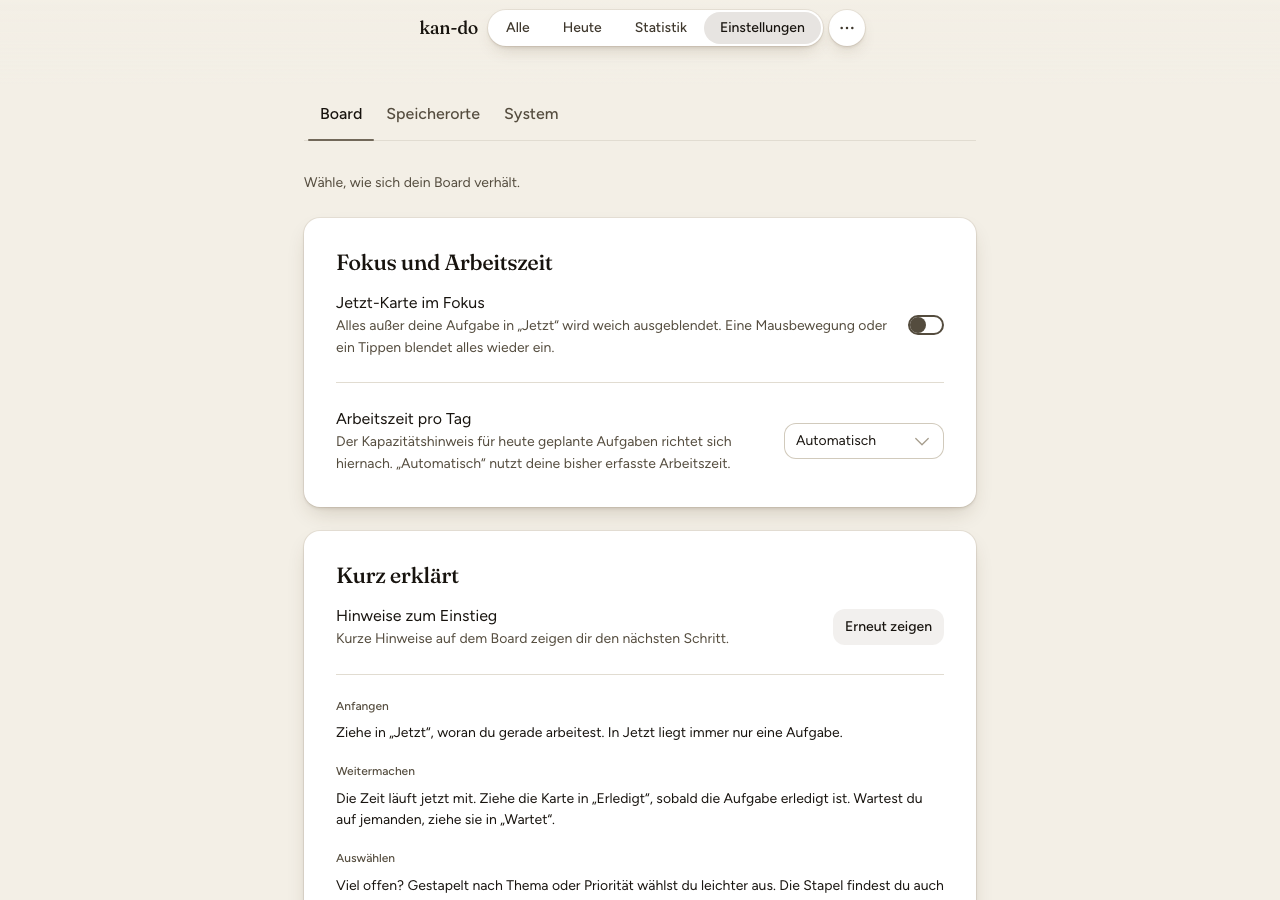 kan-do
Alle
Heute
Statistik
Einstellungen
Board
Speicherorte
System
Wähle, wie sich dein Board verhält.
Fokus und Arbeitszeit
Jetzt-Karte im Fokus
Alles außer deine Aufgabe in „Jetzt“ wird weich ausgeblendet. Eine Mausbewegung oder
ein Tippen blendet alles wieder ein.
Arbeitszeit pro Tag
Der Kapazitätshinweis für heute geplante Aufgaben richtet sich
hiernach. „Automatisch“ nutzt deine bisher erfasste Arbeitszeit.
Automatisch
Kurz erklärt
Hinweise zum Einstieg
Kurze Hinweise auf dem Board zeigen dir den nächsten Schritt.
Erneut zeigen
Anfangen
Ziehe in „Jetzt“, woran du gerade arbeitest. In Jetzt liegt immer nur eine Aufgabe.
Weitermachen
Die Zeit läuft jetzt mit. Ziehe die Karte in „Erledigt“, sobald die Aufgabe erledigt ist. Wartest du
auf jemanden, ziehe sie in „Wartet“.
Auswählen
Viel offen? Gestapelt nach Thema oder Priorität wählst du leichter aus. Die Stapel findest du auch